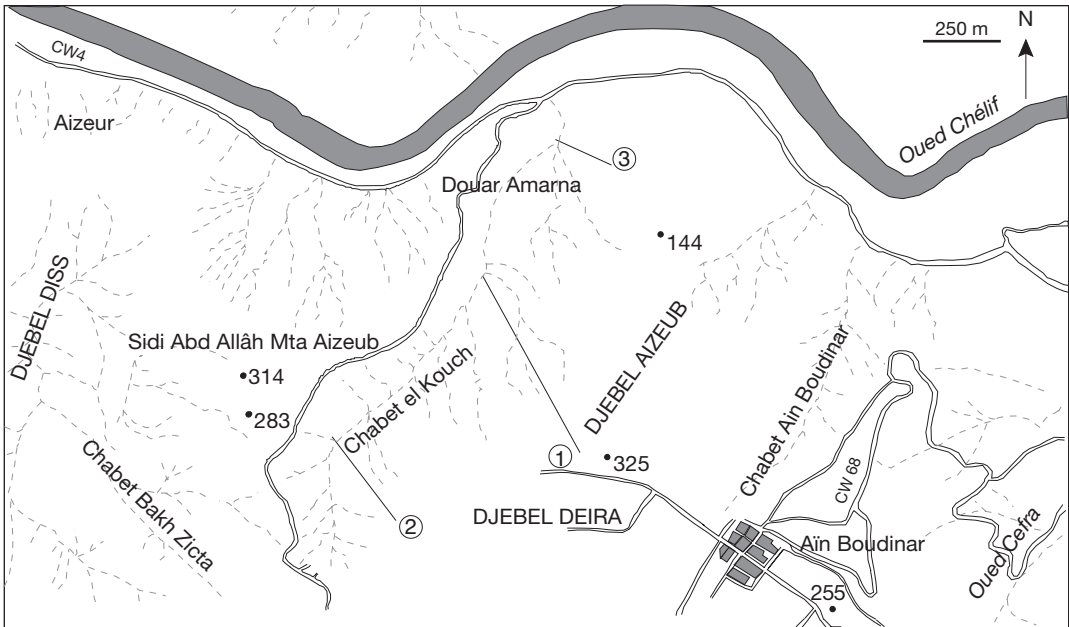 250 m
N
CW4
Aizeur
Oued Chélif
3
Douar Amarna
144
DJEBEL DISS
Sidi Abd Allâh Mta Aizeub
314
283
Chabet el Kouch
DJEBEL AIZEUB
Chabet Ain Boudinar
1
325
CW 68
Chabet Bakh Zicta
2
DJEBEL DEIRA
Aïn Boudinar
Oued Cefra
255